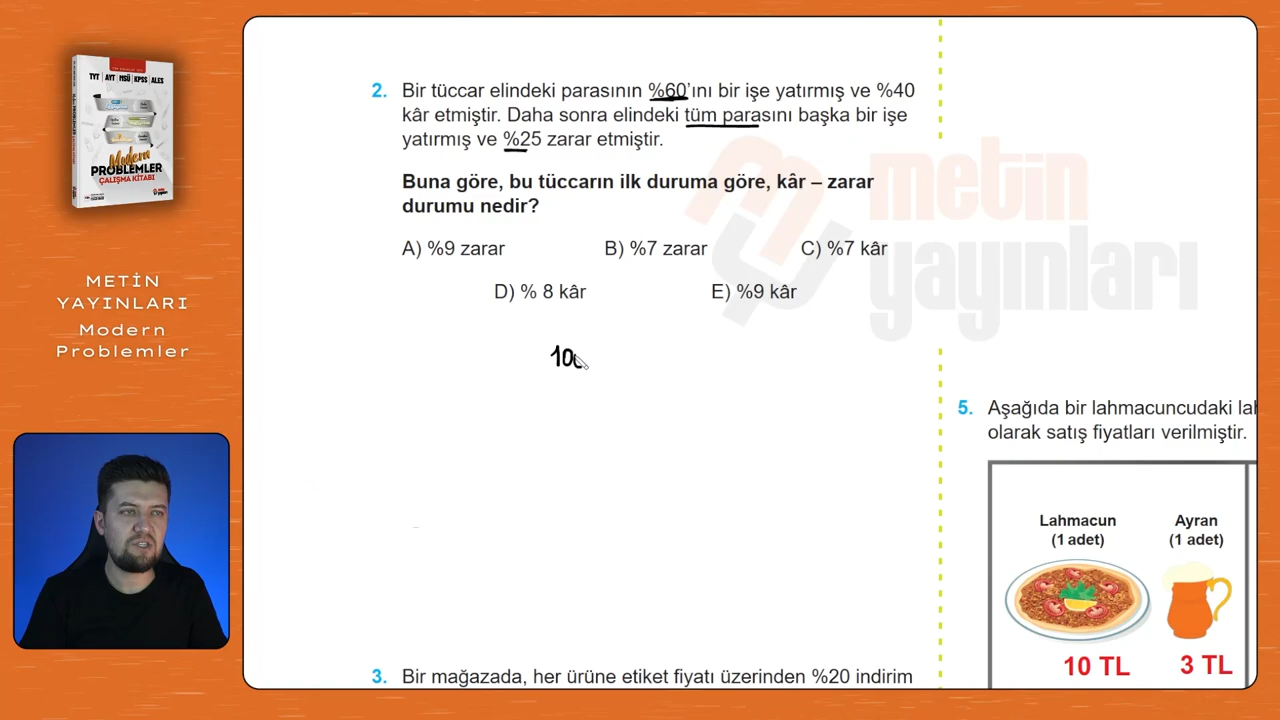 TYT AYT MSÜ KPSS ALES
Modern
PROBLEMLER
ÇALIŞMA KİTABI
METİN
YAYINLARI
Modern
Problemler
2. Bir tüccar elindeki parasının %60'ını bir işe yatırmış ve %40
kâr etmiştir. Daha sonra elindeki tüm parasını başka bir işe
yatırmış ve %25 zarar etmiştir.
Buna göre, bu tüccarın ilk duruma göre, kâr – zarar
durumu nedir?
A) %9 zarar B) %7 zarar C) %7 kâr
D) % 8 kâr E) %9 kâr
metin
yayınları
100
3. Bir mağazada, her ürüne etiket fiyatı üzerinden %20 indirim
5. Aşağıda bir lahmacuncudaki
olarak satış fiyatları verilmiştir.
Lahmacun
(1 adet)
Ayran
(1 adet)
10 TL
3 TL